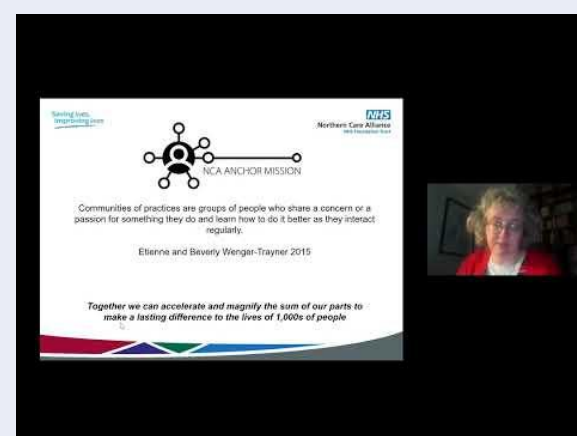 Saving lives,
Improving lives
NHS
Northern Care Alliance
NHS Foundation Trust
NCA ANCHOR MISSION
Communities of practices are groups of people who share a concern or a
passion for something they do and learn how to do it better as they interact
regularly.
Etienne and Beverly Wenger-Trayner 2015
Together we can accelerate and magnify the sum of our parts to
make a lasting difference to the lives of 1,000s of people